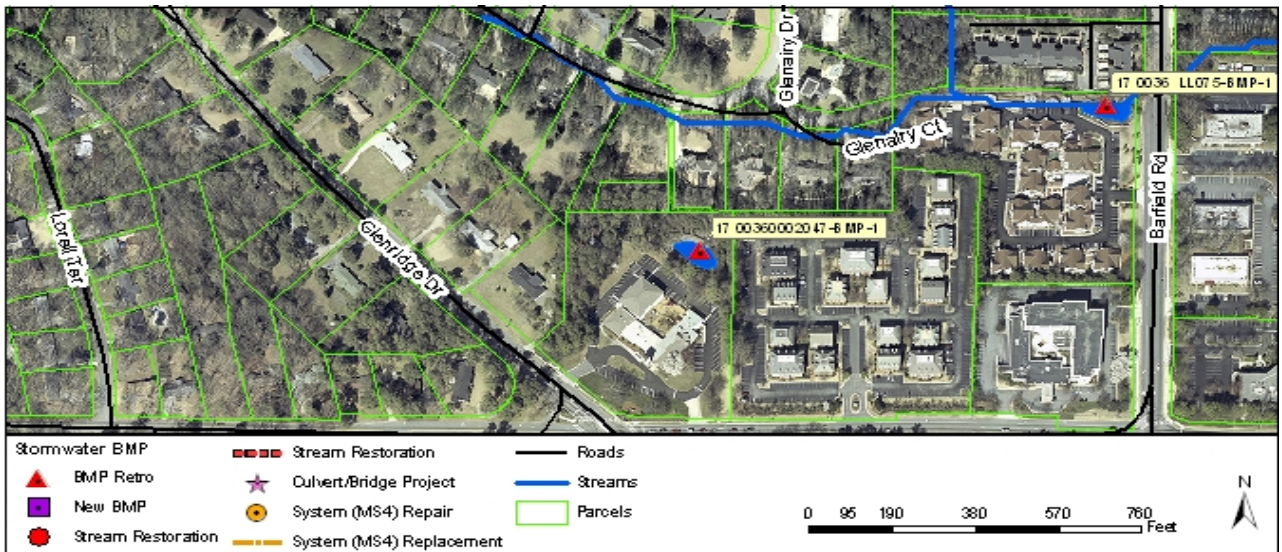 Glenairy Dr
17 0036 LL075-BMP-1
Glenairy Ct
Barfield Rd
Lorell Ter
Glenridge Dr
17 00360002047-BMP-1
Stormwater BMP
BMP Retro
New BMP
Stream Restoration
Stream Restoration
Culvert/Bridge Project
System (MS4) Repair
System (MS4) Replacement
Roads
Streams
Parcels
0 95 190 380 570 760
Feet
N